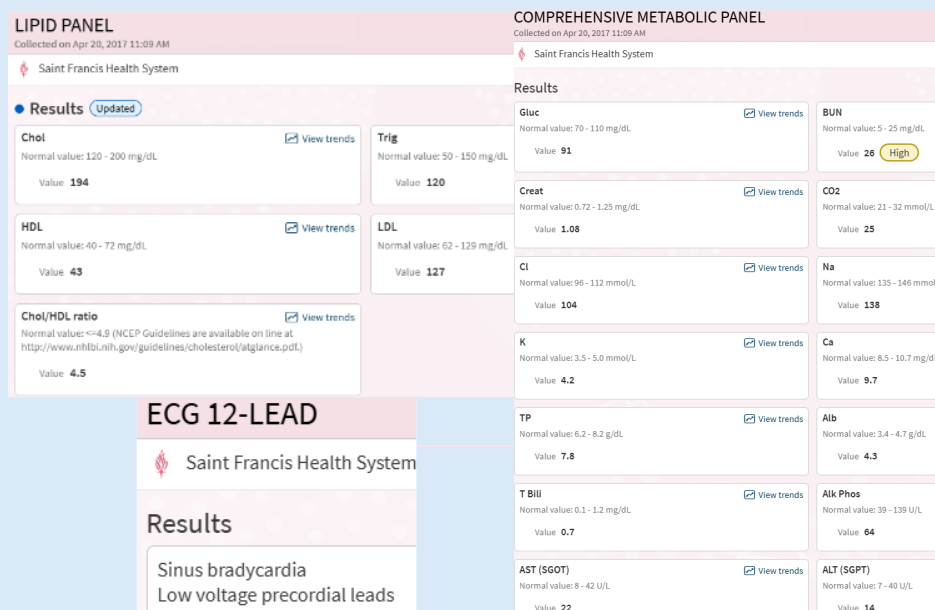 LIPID PANEL
Collected on Apr 20, 2017 11:09 AM
Saint Francis Health System
Results Updated
Chol View trends
Normal value: 120 - 200 mg/dL
Value 194
Trig
Normal value: 50 - 150 mg/dL
Value 120
HDL View trends
Normal value: 40 - 72 mg/dL
Value 43
LDL
Normal value: 62 - 129 mg/dL
Value 127
Chol/HDL ratio View trends
Normal value: <=4.9 (NCEP Guidelines are available on line at
http://www.nhlbi.nih.gov/guidelines/cholesterol/atglance.pdf.)
Value 4.5
ECG 12-LEAD
Saint Francis Health System
Results
Sinus bradycardia
Low voltage precordial leads
COMPREHENSIVE METABOLIC PANEL
Collected on Apr 20, 2017 11:09 AM
Saint Francis Health System
Results
Gluc View trends
Normal value: 70 - 110 mg/dL
Value 91
BUN
Normal value: 5 - 25 mg/dL
Value 26 High
Creat View trends
Normal value: 0.72 - 1.25 mg/dL
Value 1.08
CO2
Normal value: 21 - 32 mmol/L
Value 25
Cl View trends
Normal value: 96 - 112 mmol/L
Value 104
Na
Normal value: 135 - 146 mmo
Value 138
K View trends
Normal value: 3.5 - 5.0 mmol/L
Value 4.2
Ca
Normal value: 8.5 - 10.7 mg/d
Value 9.7
TP View trends
Normal value: 6.2 - 8.2 g/dL
Value 7.8
Alb
Normal value: 3.4 - 4.7 g/dL
Value 4.3
T Bili View trends
Normal value: 0.1 - 1.2 mg/dL
Value 0.7
Alk Phos
Normal value: 39 - 139 U/L
Value 64
AST (SGOT) View trends
Normal value: 8 - 42 U/L
Value 22
ALT (SGPT)
Normal value: 7 - 40 U/L
Value 14